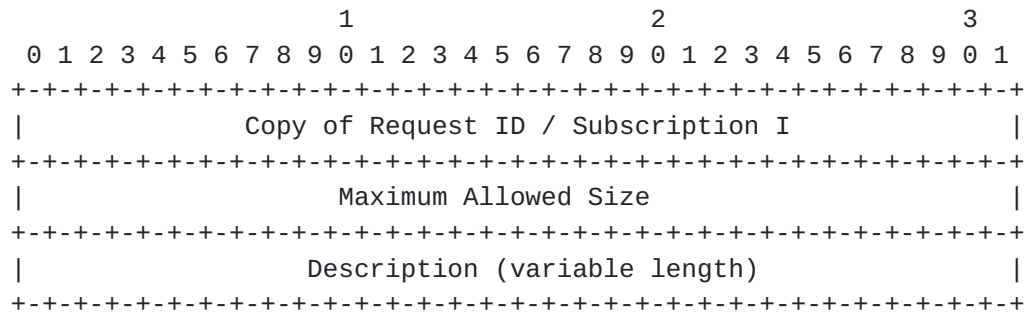 1                   2                   3
 0 1 2 3 4 5 6 7 8 9 0 1 2 3 4 5 6 7 8 9 0 1 2 3 4 5 6 7 8 9 0 1
+-+-+-+-+-+-+-+-+-+-+-+-+-+-+-+-+-+-+-+-+-+-+-+-+-+-+-+-+-+-+-+-+
|              Copy of Request ID / Subscription I              |
+-+-+-+-+-+-+-+-+-+-+-+-+-+-+-+-+-+-+-+-+-+-+-+-+-+-+-+-+-+-+-+-+
|                    Maximum Allowed Size                       |
+-+-+-+-+-+-+-+-+-+-+-+-+-+-+-+-+-+-+-+-+-+-+-+-+-+-+-+-+-+-+-+-+
|                  Description (variable length)                |
+-+-+-+-+-+-+-+-+-+-+-+-+-+-+-+-+-+-+-+-+-+-+-+-+-+-+-+-+-+-+-+-+